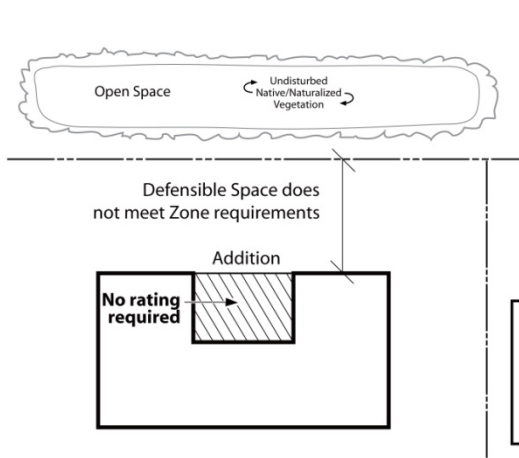 Open Space
Undisturbed
Native/Naturalized
Vegetation
Defensible Space does
not meet Zone requirements
Addition
No rating
required